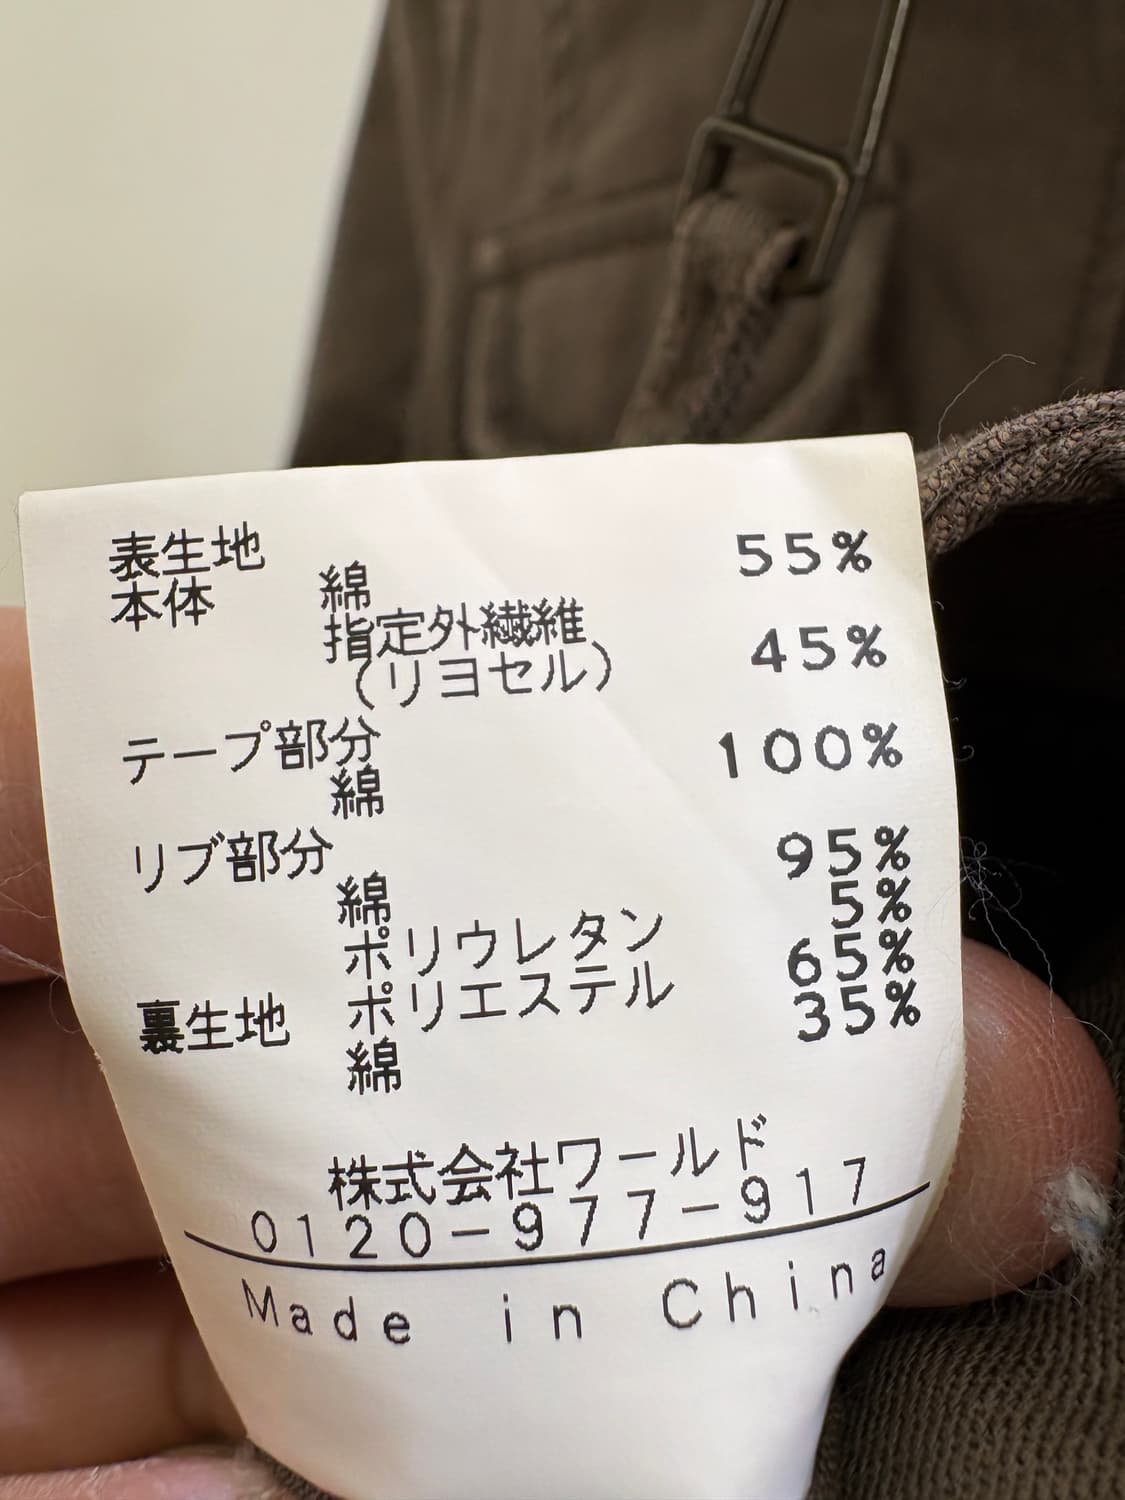 表生地
本体 綿 55%
指定外繊維
(リヨセル) 45%
テープ部分
綿 100%
リブ部分
綿 95%
ポリウレタン 5%
裏生地 ポリエステル 65%
綿 35%
株式会社ワールド
0120-977-917
Made in China